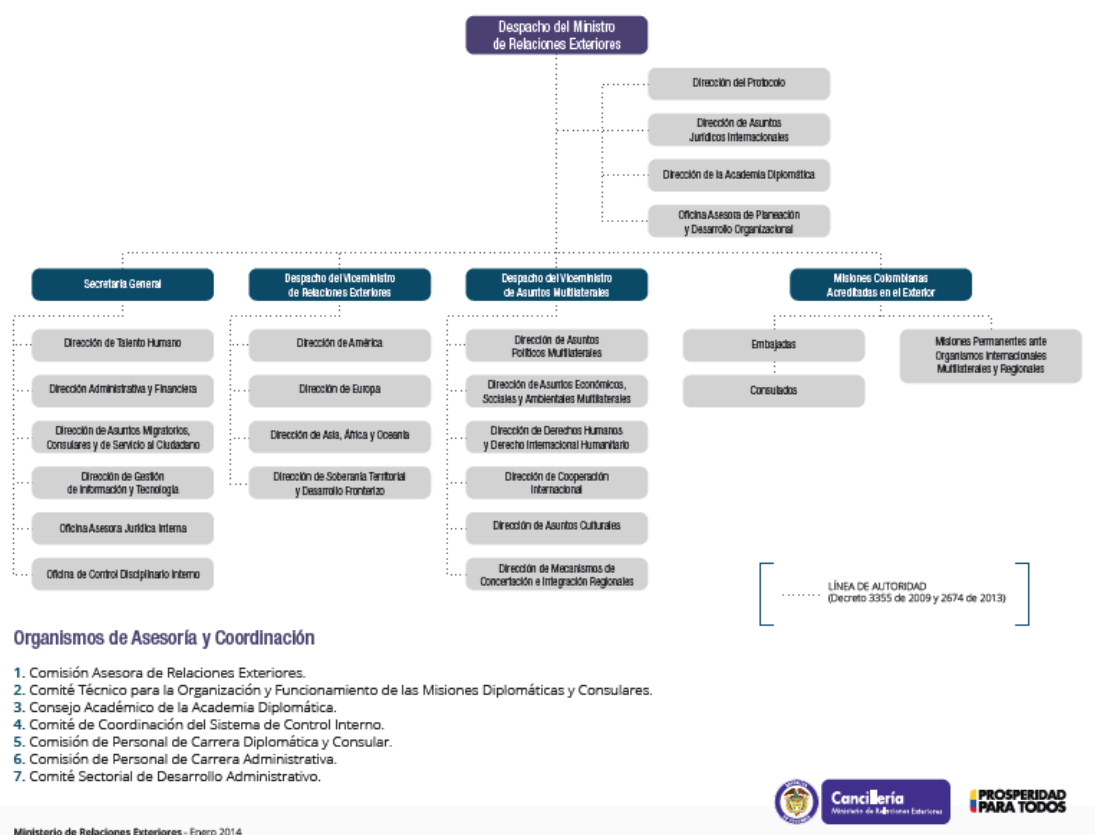 Despacho del Ministro
de Relaciones Exteriores
Dirección del Protocolo
Dirección de Asuntos
Jurídicos Internacionales
Dirección de la Academia Diplomática
Oficina Asesora de Planeación
y Desarrollo Organizacional
Secretaría General
Dirección de Talento Humano
Dirección Administrativa y Financiera
Dirección de Asuntos Migratorios,
Consulares y de Servicio al Ciudadano
Dirección de Gestión
de Información y Tecnología
Oficina Asesora Jurídica Interna
Oficina de Control Disciplinario Interno
Despacho del Viceministro
de Relaciones Exteriores
Dirección de América
Dirección de Europa
Dirección de Asia, África y Oceanía
Dirección de Soberanía Territorial
y Desarrollo Fronterizo
Despacho del Viceministro
de Asuntos Multilaterales
Dirección de Asuntos
Políticos Multilaterales
Dirección de Asuntos Económicos,
Sociales y Ambientales Multilaterales
Dirección de Derechos Humanos
y Derecho Internacional Humanitario
Dirección de Cooperación
Internacional
Dirección de Asuntos Culturales
Dirección de Mecanismos de
Concertación e Integración Regionales
Misiones Colombianas
Acreditadas en el Exterior
Embajadas
Consulados
Misiones Permanentes ante
Organismos Internacionales
Multilaterales y Regionales
LÍNEA DE AUTORIDAD
(Decreto 3355 de 2009 y 2674 de 2013)
Organismos de Asesoría y Coordinación
1. Comisión Asesora de Relaciones Exteriores.
2. Comité Técnico para la Organización y Funcionamiento de las Misiones Diplomáticas y Consulares.
3. Consejo Académico de la Academia Diplomática.
4. Comité de Coordinación del Sistema de Control Interno.
5. Comisión de Personal de Carrera Diplomática y Consular.
6. Comisión de Personal de Carrera Administrativa.
7. Comité Sectorial de Desarrollo Administrativo.
Cancillería
Ministerio de Relaciones Exteriores
PROSPERIDAD
PARA TODOS
Ministerio de Relaciones Exteriores - Enero 2014